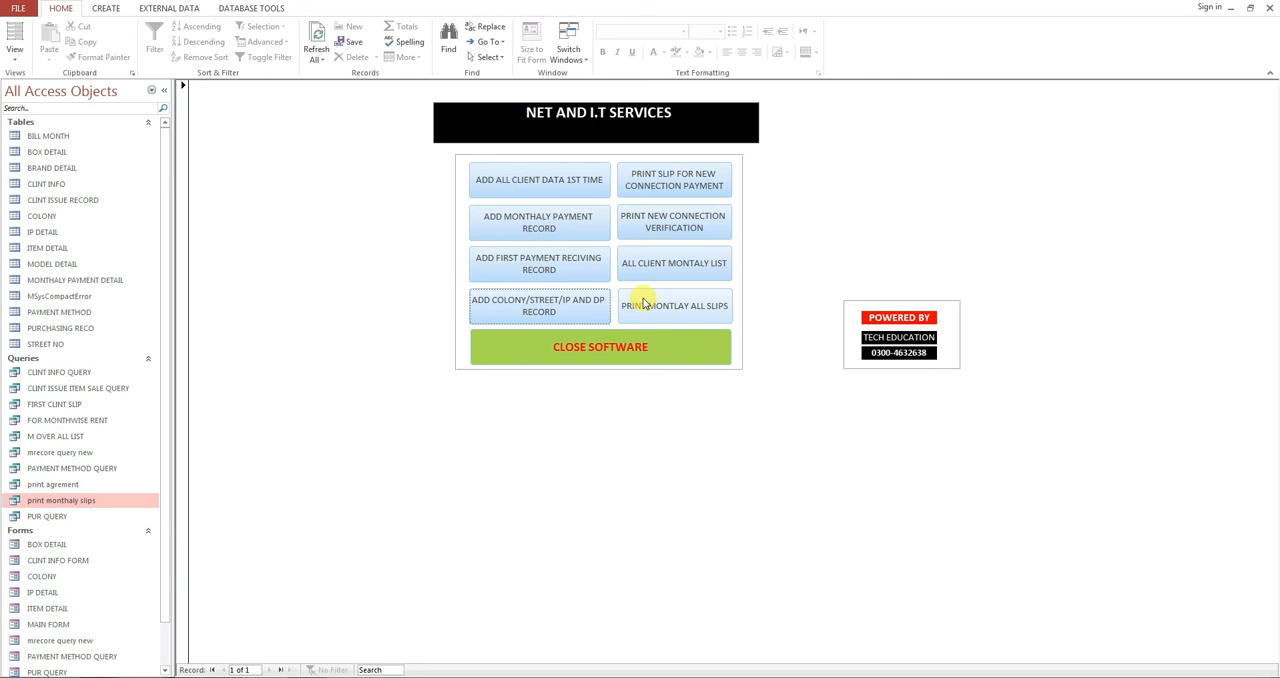 FILE HOME CREATE EXTERNAL DATA DATABASE TOOLS Sign in
View Paste Cut Copy Format Painter
Filter Ascending Descending Remove Sort Selection Advanced Toggle Filter
Refresh All New Save Delete Totals Spelling More
Find Replace Go To Select
Size to Fit Form Switch Windows
Views Clipboard Sort & Filter Records Find Window Text Formatting
All Access Objects
Search...
Tables
BILL MONTH
BOX DETAIL
BRAND DETAIL
CLINT INFO
CLINT ISSUE RECORD
COLONY
IP DETAIL
ITEM DETAIL
MODEL DETAIL
MONTHALY PAYMENT DETAIL
MSysCompactError
PAYMENT METHOD
PURCHASING RECO
STREET NO
Queries
CLINT INFO QUERY
CLINT ISSUE ITEM SALE QUERY
FIRST CLINT SLIP
FOR MONTHWISE RENT
M OVER ALL LIST
mrecore query new
PAYMENT METHOD QUERY
print agrement
print monthaly slips
PUR QUERY
Forms
BOX DETAIL
CLINT INFO FORM
COLONY
IP DETAIL
ITEM DETAIL
MAIN FORM
mrecore query new
PAYMENT METHOD QUERY
PUR QUERY
NET AND I.T SERVICES
ADD ALL CLIENT DATA 1ST TIME
PRINT SLIP FOR NEW
CONNECTION PAYMENT
ADD MONTHALY PAYMENT
RECORD
PRINT NEW CONNECTION
VERIFICATION
ADD FIRST PAYMENT RECIVING
RECORD
ALL CLIENT MONTALY LIST
ADD COLONY/STREET/IP AND DP
RECORD
PRINT MONTLAY ALL SLIPS
CLOSE SOFTWARE
POWERED BY
TECH EDUCATION
0300-4632638
Record: 1 of 1 No Filter Search